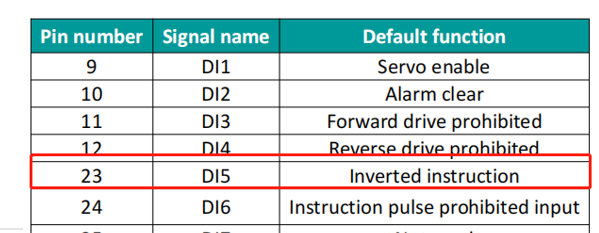 Pin number Signal name Default function
9 DI1 Servo enable
10 DI2 Alarm clear
11 DI3 Forward drive prohibited
12 DI4 Reverse drive prohibited
23 DI5 Inverted instruction
24 DI6 Instruction pulse prohibited input